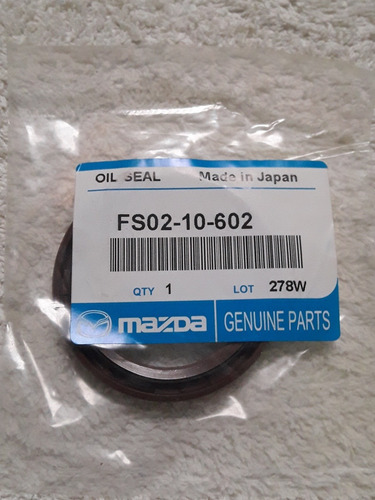 OIL SEAL Made in Japan
FS02-10-602
QTY 1 LOT 278W
mazda GENUINE PARTS